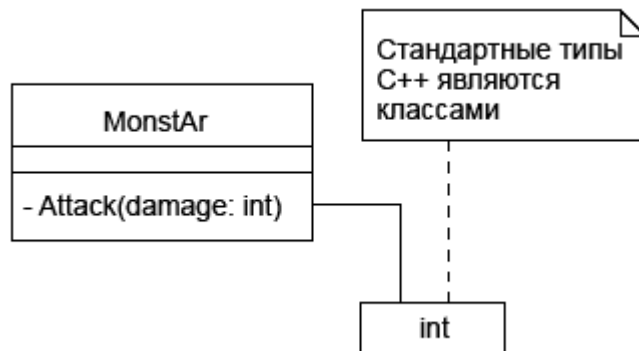 Стандартные типы
C++ являются
классами
MonstAr
- Attack(damage: int)
int